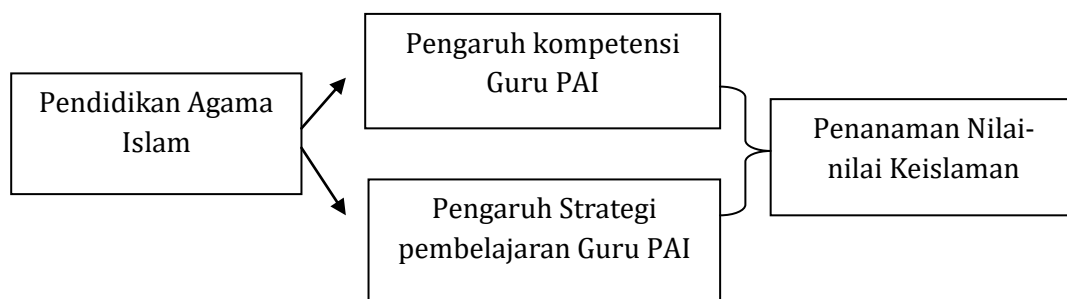 Pendidikan Agama
Islam
Pengaruh kompetensi
Guru PAI
Pengaruh Strategi
pembelajaran Guru PAI
Penanaman Nilai-
nilai Keislaman